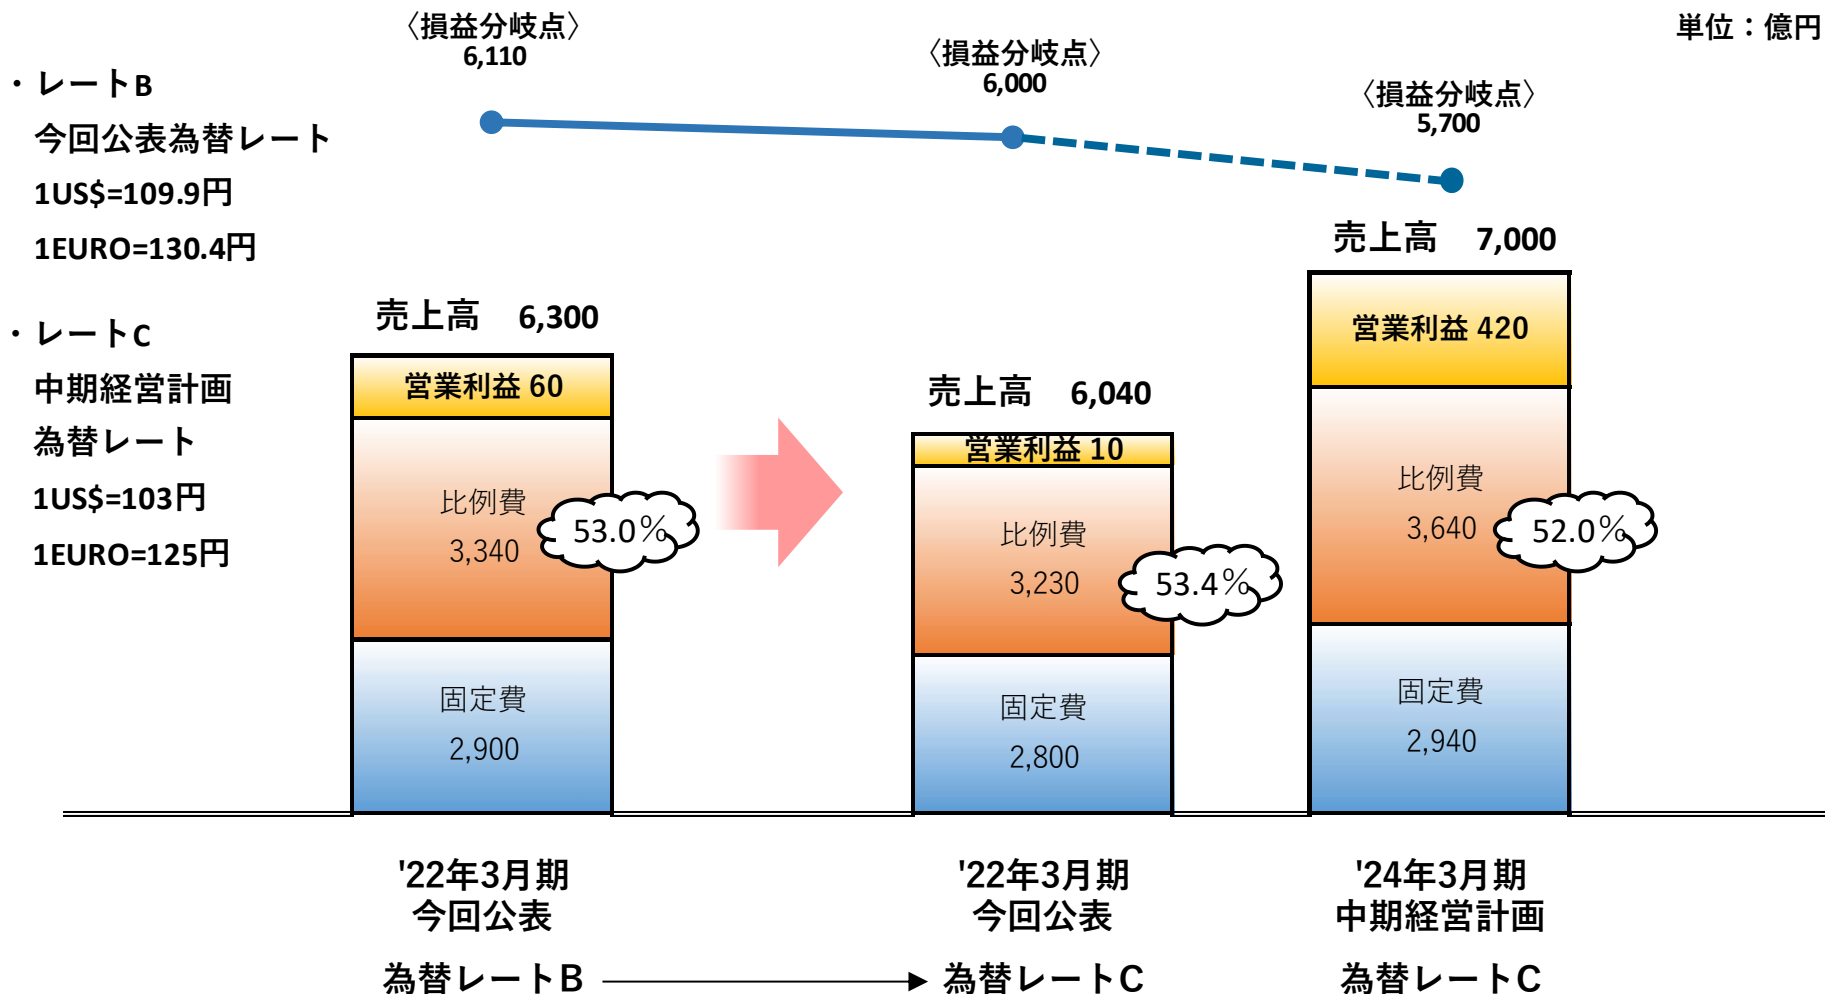 単位：億円
〈損益分岐点〉
6,110
〈損益分岐点〉
6,000
〈損益分岐点〉
5,700
・レートB
今回公表為替レート
1US$=109.9円
1EURO=130.4円
・レートC
中期経営計画
為替レート
1US$=103円
1EURO=125円
売上高 6,300
営業利益 60
比例費
3,340
53.0％
固定費
2,900
売上高 6,040
営業利益 10
比例費
3,230
53.4％
固定費
2,800
売上高 7,000
営業利益 420
比例費
3,640
52.0％
固定費
2,940
'22年3月期
今回公表
為替レートB
'22年3月期
今回公表
為替レートC
'24年3月期
中期経営計画
為替レートC